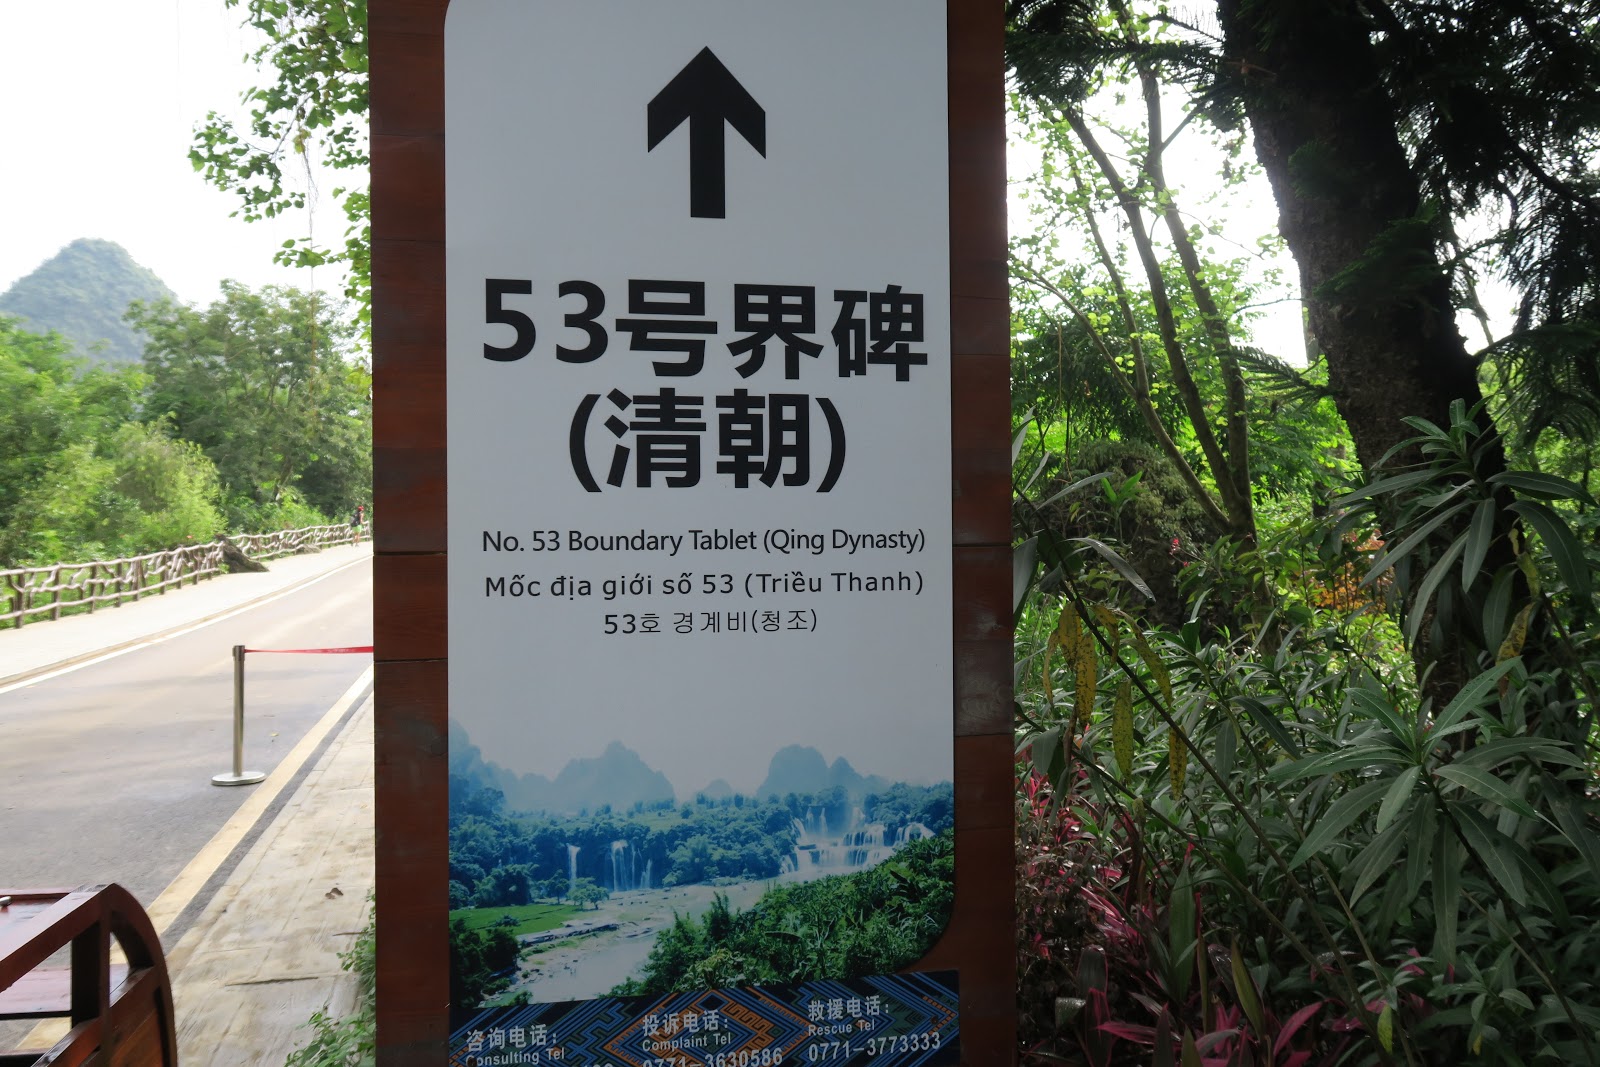 53号界碑
(清朝)
No. 53 Boundary Tablet (Qing Dynasty)
Mốc địa giới số 53 (Triều Thanh)
53호 경계비(청조)
咨询电话:
Consulting Tel
投诉电话:
Complaint Tel
0771-3630586
救援电话:
Rescue Tel
0771-3773333